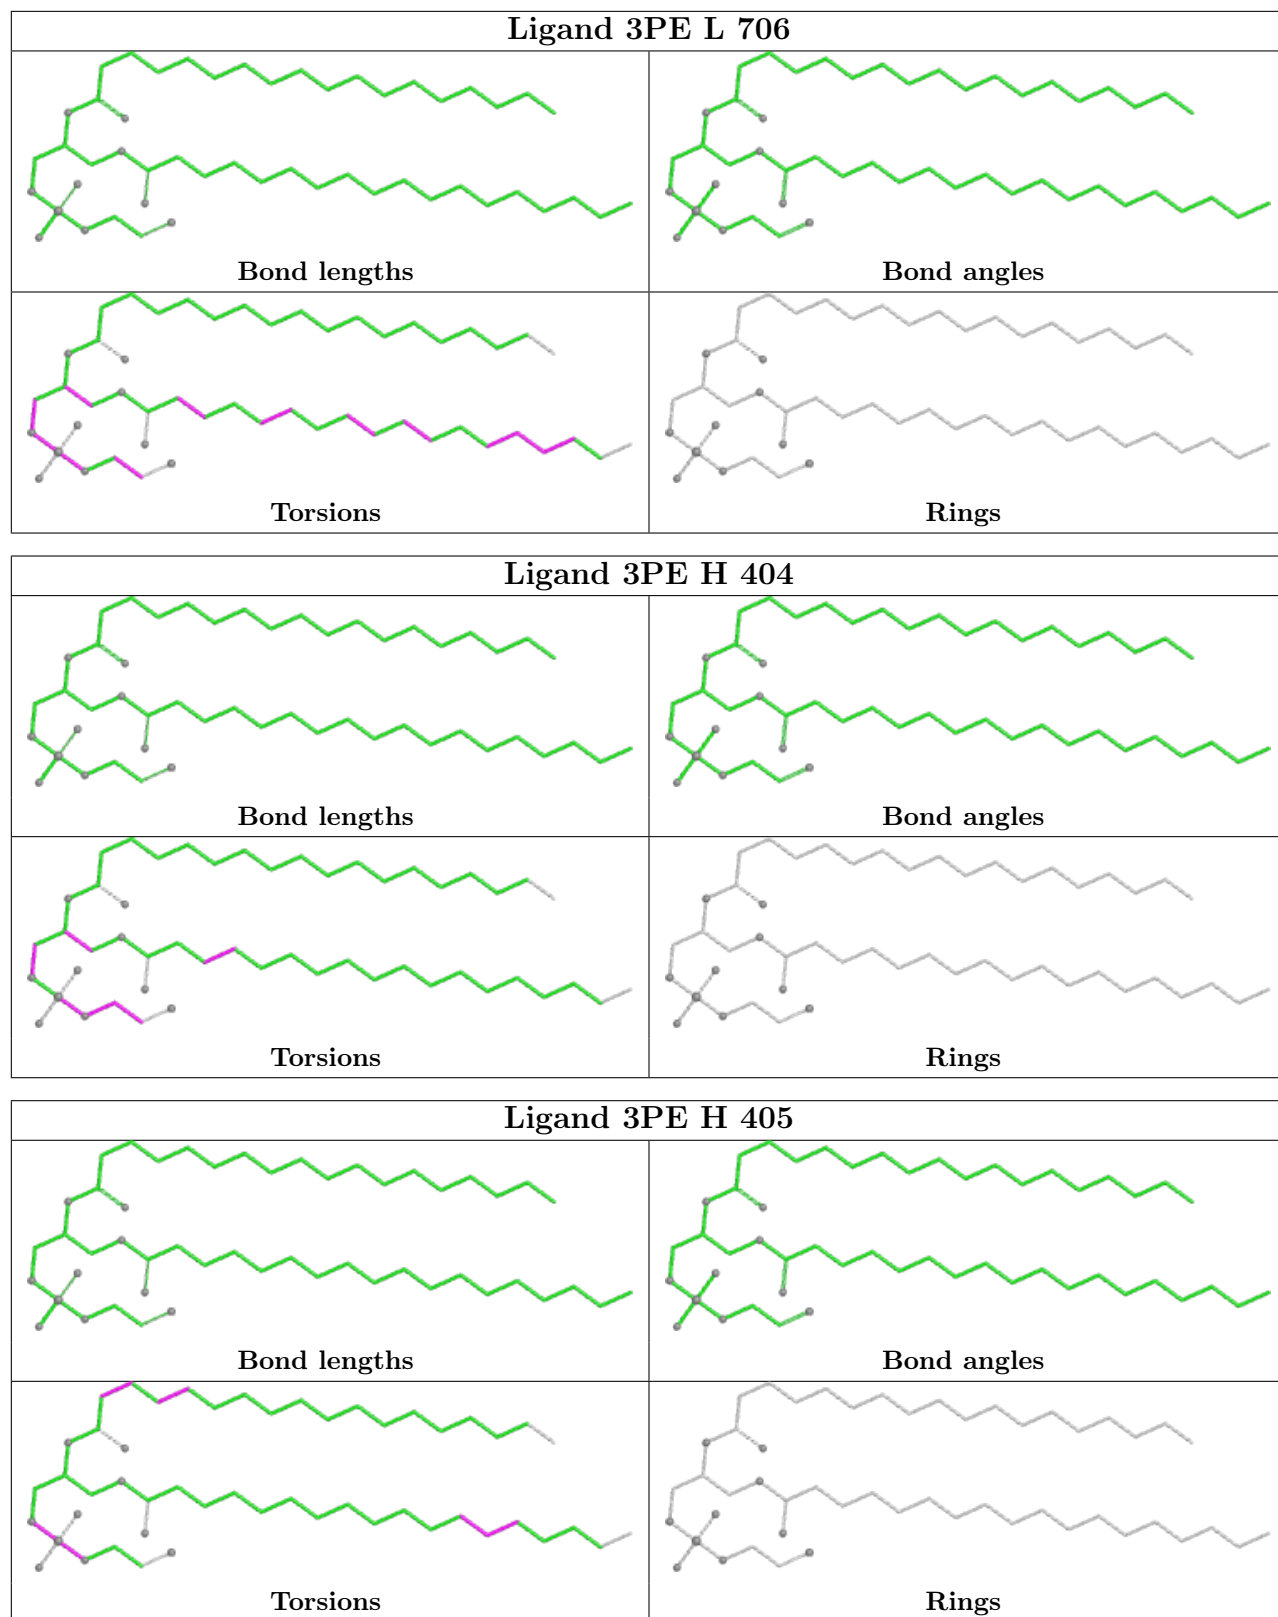 Ligand 3PE L 706
Bond lengths
Bond angles
Torsions
Rings
Ligand 3PE H 404
Bond lengths
Bond angles
Torsions
Rings
Ligand 3PE H 405
Bond lengths
Bond angles
Torsions
Rings